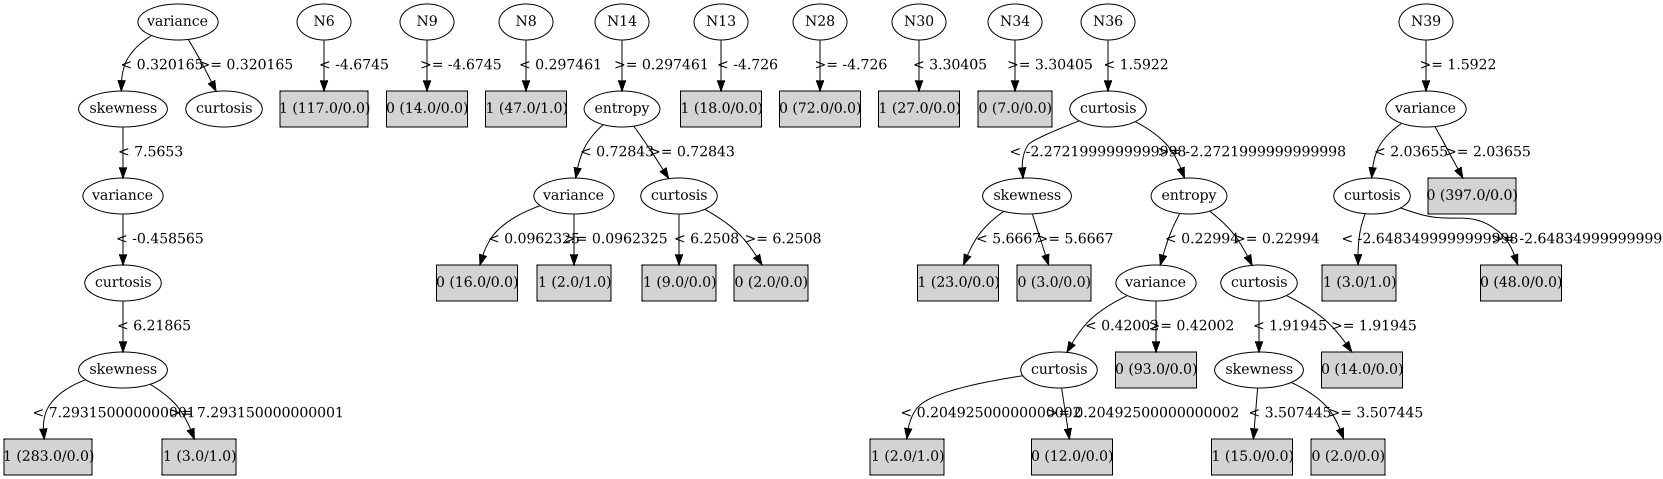 variance N6 N9 N8 N14 N13 N28 N30 N34 N36 N39
< 0.320165 >= 0.320165 < -4.6745 >= -4.6745 < 0.297461 >= 0.297461 < -4.726 >= -4.726 < 3.30405 >= 3.30405 < 1.5922 >= 1.5922
skewness curtosis 1 (117.0/0.0) 0 (14.0/0.0) 1 (47.0/1.0) entropy 1 (18.0/0.0) 0 (72.0/0.0) 1 (27.0/0.0) 0 (7.0/0.0) curtosis variance
< 7.5653 < 0.72843 >= 0.72843 < -2.2721999999999998 >= -2.2721999999999998 < 2.03655 >= 2.03655
variance variance curtosis skewness entropy curtosis 0 (397.0/0.0)
< -0.458565 < 0.0962325 >= 0.0962325 < 6.2508 >= 6.2508 < 5.6667 >= 5.6667 < 0.22994 >= 0.22994 < -2.6483499999999998 >= -2.64834999999999
curtosis 0 (16.0/0.0) 1 (2.0/1.0) 1 (9.0/0.0) 0 (2.0/0.0) 1 (23.0/0.0) 0 (3.0/0.0) variance curtosis 1 (3.0/1.0) 0 (48.0/0.0)
< 6.21865 < 0.42002 >= 0.42002 < 1.91945 >= 1.91945
skewness curtosis 0 (93.0/0.0) skewness 0 (14.0/0.0)
< 7.293150000000001 >= 7.293150000000001 < 0.20492500000000002 >= 0.20492500000000002 < 3.507445 >= 3.507445
1 (283.0/0.0) 1 (3.0/1.0) 1 (2.0/1.0) 0 (12.0/0.0) 1 (15.0/0.0) 0 (2.0/0.0)